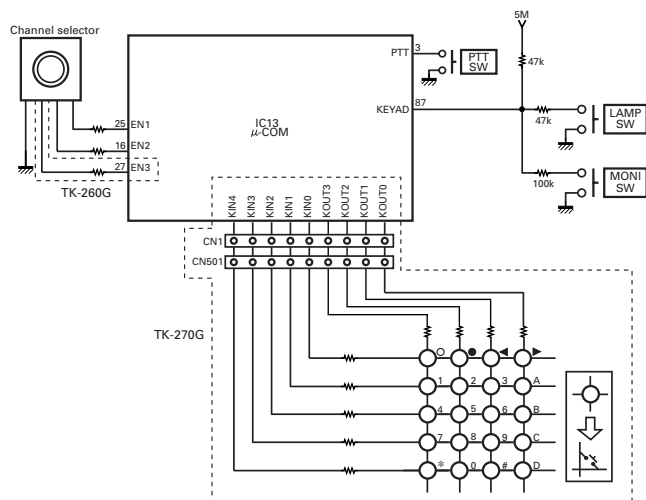 Channel selector
5M
3
PTT
PTT
SW
47k
87
KEYAD
47k
LAMP
SW
100k
MONI
SW
IC13
μ-COM
25
EN1
16
EN2
27
EN3
TK-260G
KIN4
KIN3
KIN2
KIN1
KIN0
KOUT3
KOUT2
KOUT1
KOUT0
CN1
CN501
TK-270G
1 2 3 A
4 5 6 B
7 8 9 C
* 0 # D